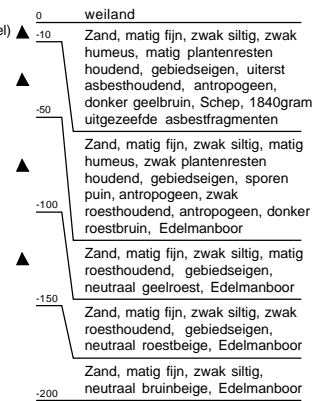 0 weiland
el)
-10
Zand, matig fijn, zwak siltig, zwak
humeus, matig plantenresten
houdend, gebiedseigen, uiterst
asbesthoudend, antropogeen,
donker geelbruin, Schep, 1840gram
uitgezeefde asbestfragmenten
-50
Zand, matig fijn, zwak siltig, matig
humeus, zwak plantenresten
houdend, gebiedseigen, sporen
puin, antropogeen, zwak
roesthoudend, antropogeen, donker
roestbruin, Edelmanboor
-100
Zand, matig fijn, zwak siltig, matig
roesthoudend, gebiedseigen,
neutraal geelroest, Edelmanboor
-150
Zand, matig fijn, zwak siltig, zwak
roesthoudend, gebiedseigen,
neutraal roestbeige, Edelmanboor
Zand, matig fijn, zwak siltig,
neutraal bruinbeige, Edelmanboor
-200